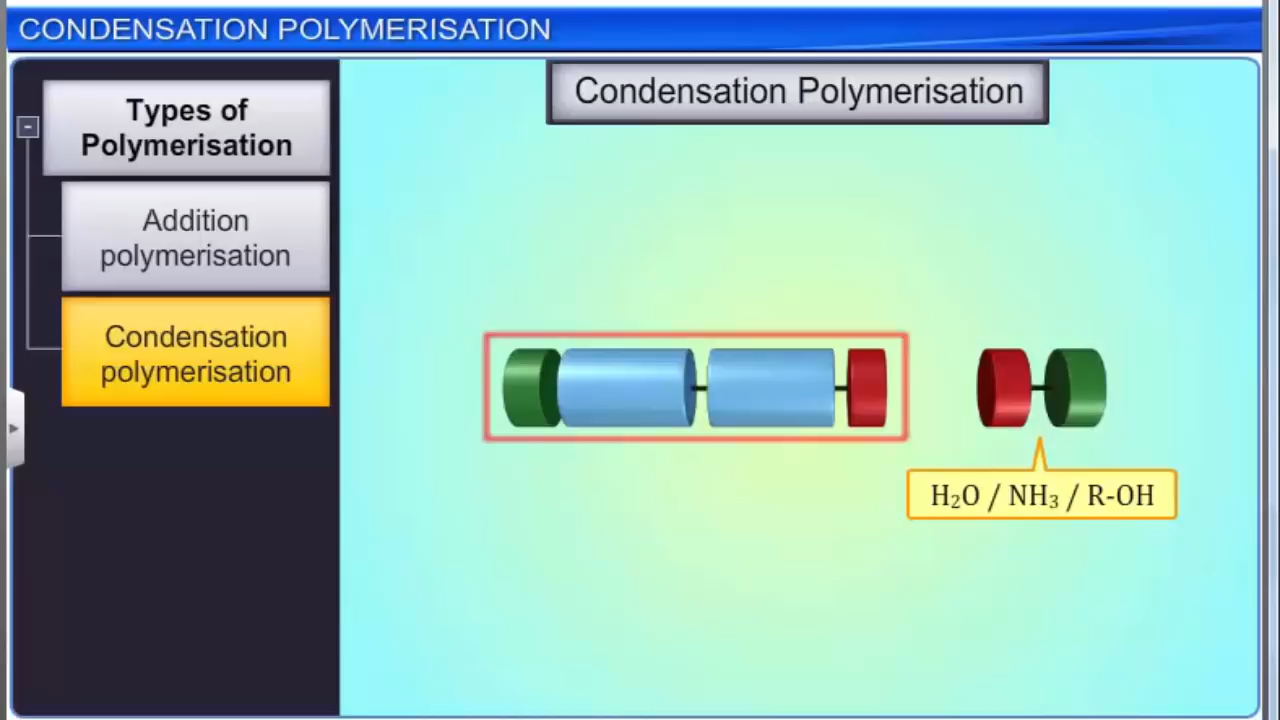 CONDENSATION POLYMERISATION
Types of
Polymerisation
Addition
polymerisation
Condensation
polymerisation
Condensation Polymerisation
H₂O / NH₃ / R-OH